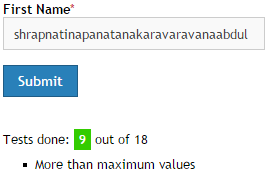 First Name*
shrapnatinapanatanakaravaravanaabdul
Submit
Tests done: 9 out of 18
More than maximum values